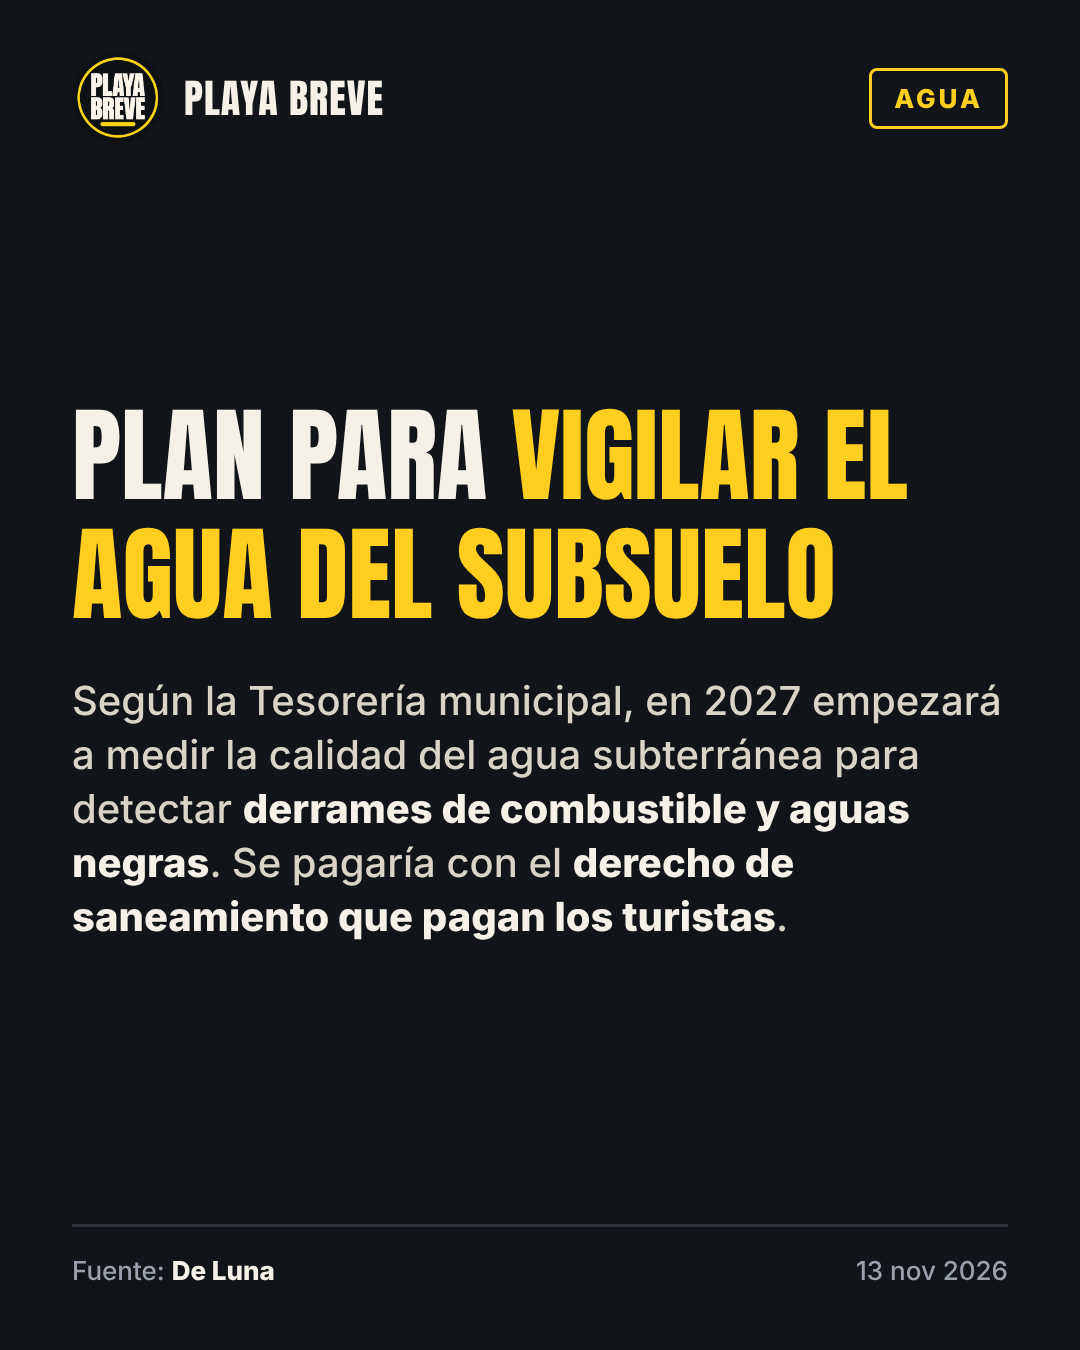 PLAYA
BREVE
PLAYA BREVE
AGUA
PLAN PARA VIGILAR EL
AGUA DEL SUBSUELO
Según la Tesorería municipal, en 2027 empezará
a medir la calidad del agua subterránea para
detectar derrames de combustible y aguas
negras. Se pagaría con el derecho de
saneamiento que pagan los turistas.
Fuente: De Luna
13 nov 2026